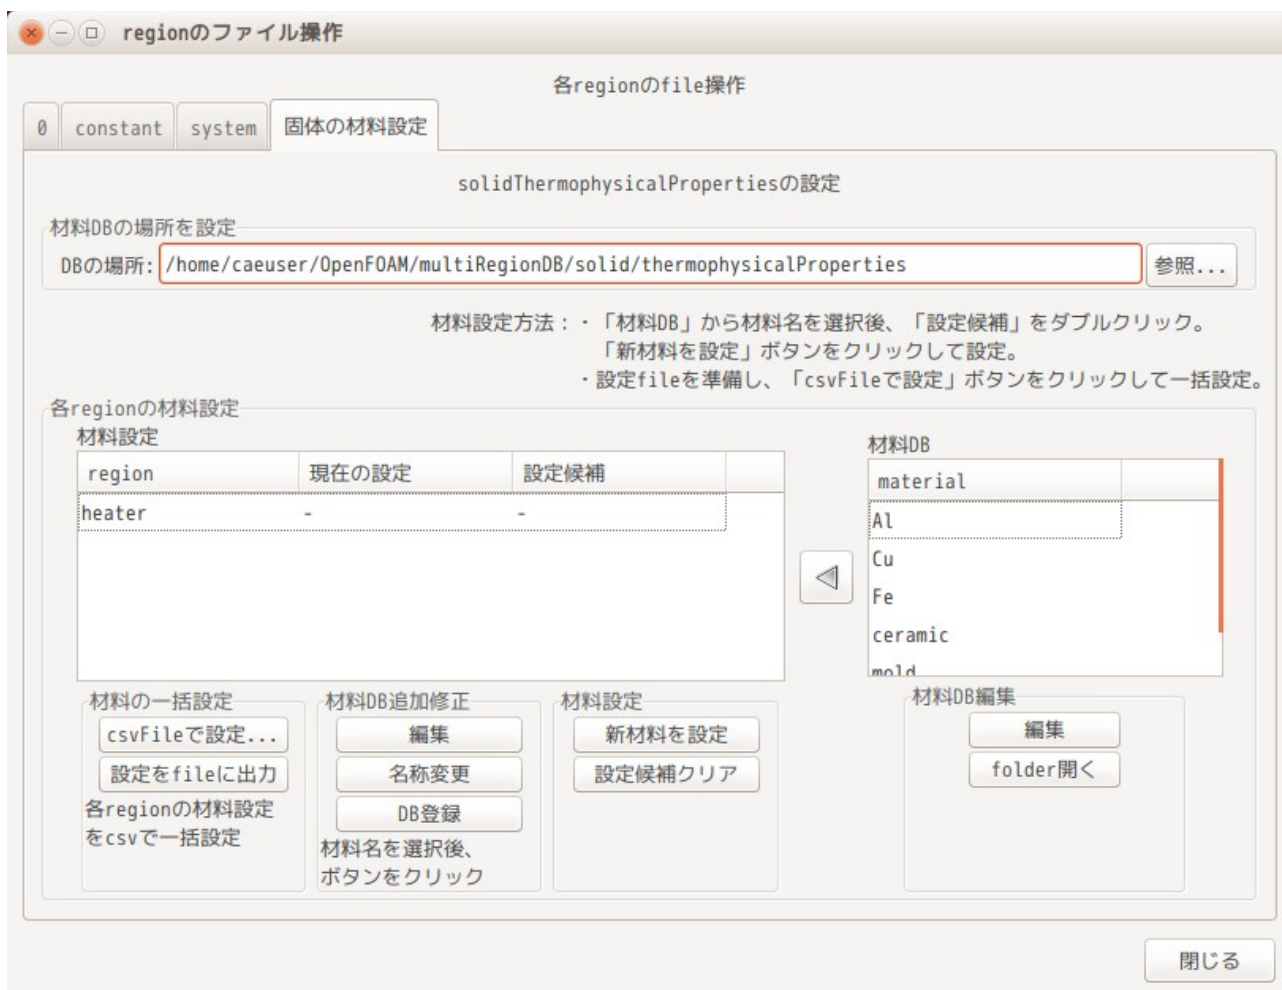 regionのファイル操作
各regionのfile操作
0 constant system 固体の材料設定
solidThermophysicalPropertiesの設定
材料DBの場所を設定
DBの場所: /home/caeuser/OpenFOAM/multiRegionDB/solid/thermophysicalProperties 参照...
材料設定方法：・「材料DB」から材料名を選択後、「設定候補」をダブルクリック。
「新材料を設定」ボタンをクリックして設定。
・設定fileを準備し、「csvFileで設定」ボタンをクリックして一括設定。
各regionの材料設定
材料設定
region 現在の設定 設定候補
heater - -
材料DB
material
Al
Cu
Fe
ceramic
mold
材料の一括設定
csvFileで設定...
設定をfileに出力
各regionの材料設定
をcsvで一括設定
材料DB追加修正
編集
名称変更
DB登録
材料名を選択後、
ボタンをクリック
材料設定
新材料を設定
設定候補クリア
材料DB編集
編集
folder開く
閉じる